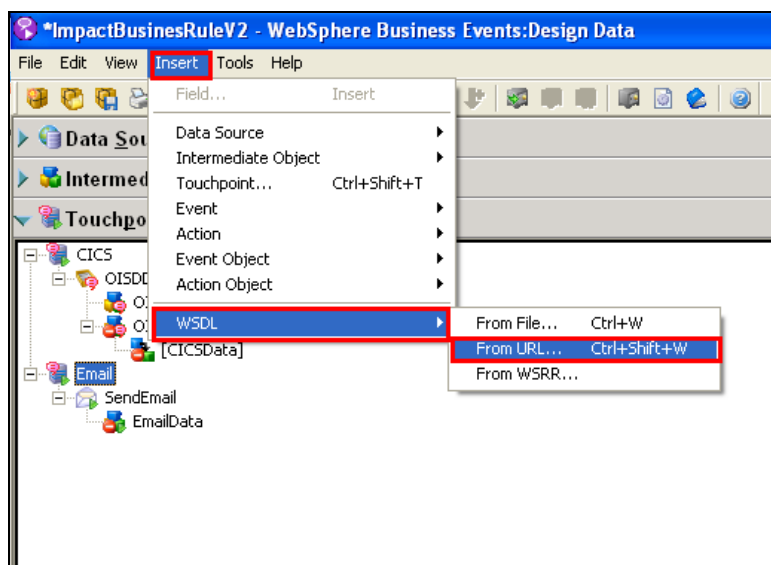 *ImpactBusinesRuleV2 - WebSphere Business Events:Design Data
File Edit View Insert Tools Help
Field... Insert
Data Sou
Data Source
Intermediate Object
Intermed
Touchpoint... Ctrl+Shift+T
Event
Touchpo
Action
CICS
Event Object
OISDD
Action Object
WSDL
From File... Ctrl+W
From URL... Ctrl+Shift+W
[CICSData]
From WSRR...
Email
SendEmail
EmailData